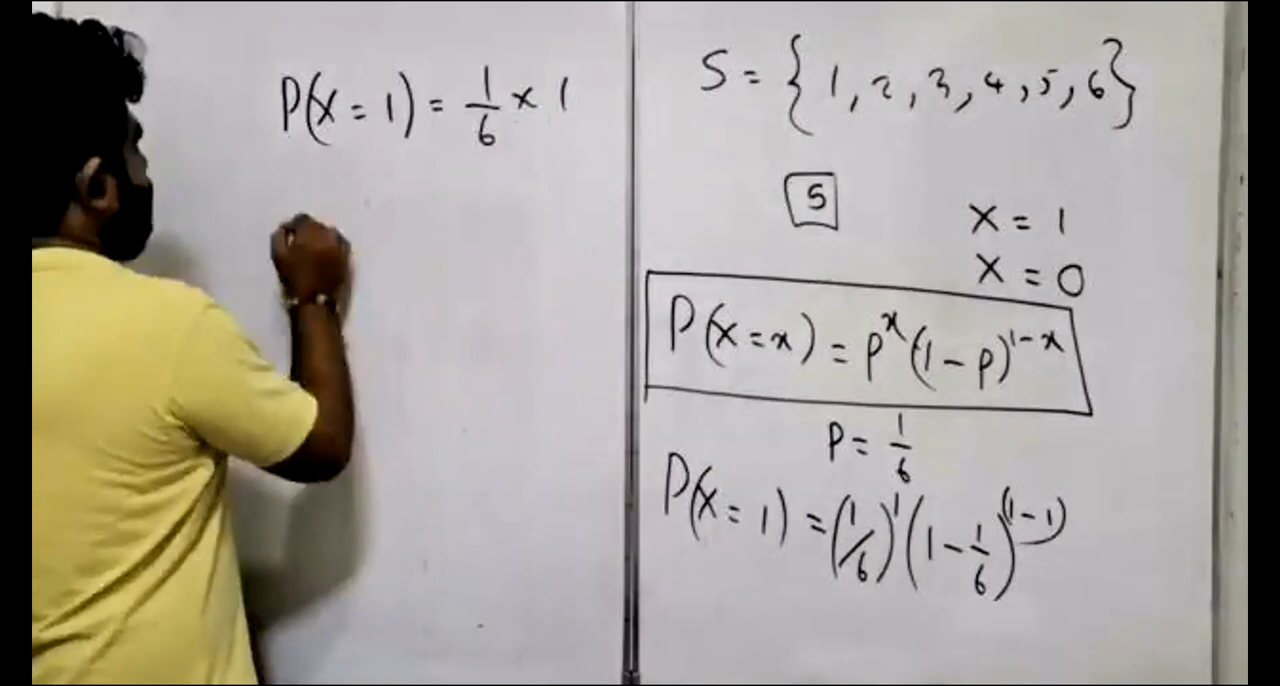 P(X = 1) = 1/6 × 1
S = {1, 2, 3, 4, 5, 6}
5
X = 1
X = 0
P(X = x) = p^x (1 - p)^{1 - x}
P = 1/6
P(X = 1) = (1/6)^1 (1 - 1/6)^{(1 - 1)}